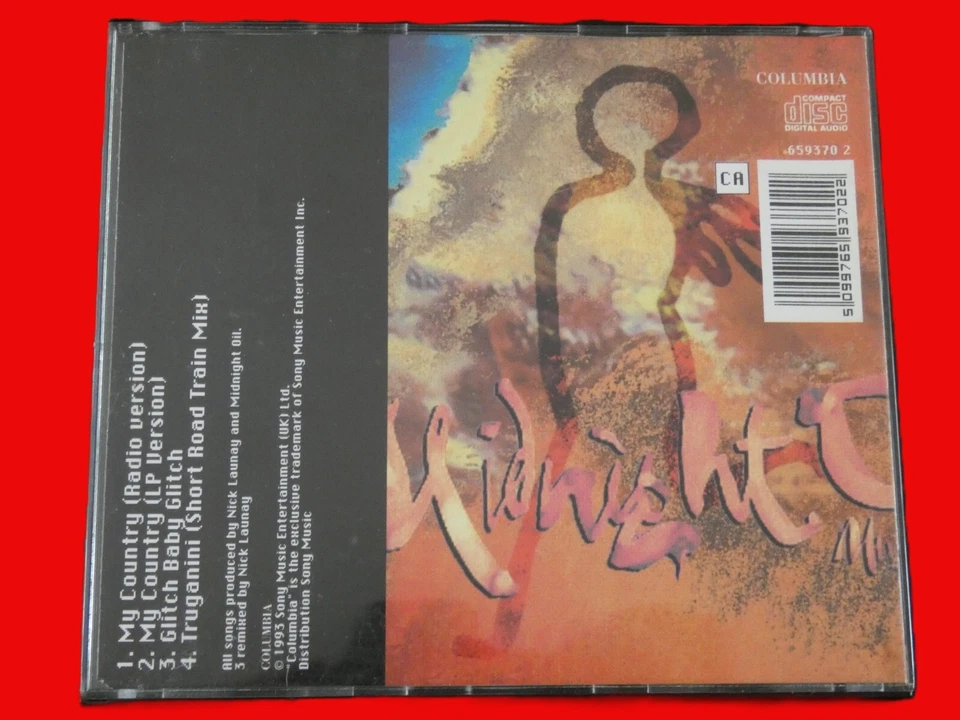 1. My Country (Radio version)
2. My Country (LP Version)
3. Glitch Baby Glitch
4. Truganini (Short Road Train Mix)
All songs produced by Nick Launay and Midnight Oil.
3 remixed by Nick Launay
COLUMBIA
© 1993 Sony Music Entertainment (UK) Ltd.
"Columbia" is the exclusive trademark of Sony Music Entertainment Inc.
Distribution Sony Music
COLUMBIA
COMPACT
disc
DIGITAL AUDIO
659370 2
CA
5 099765 937022
Midnight